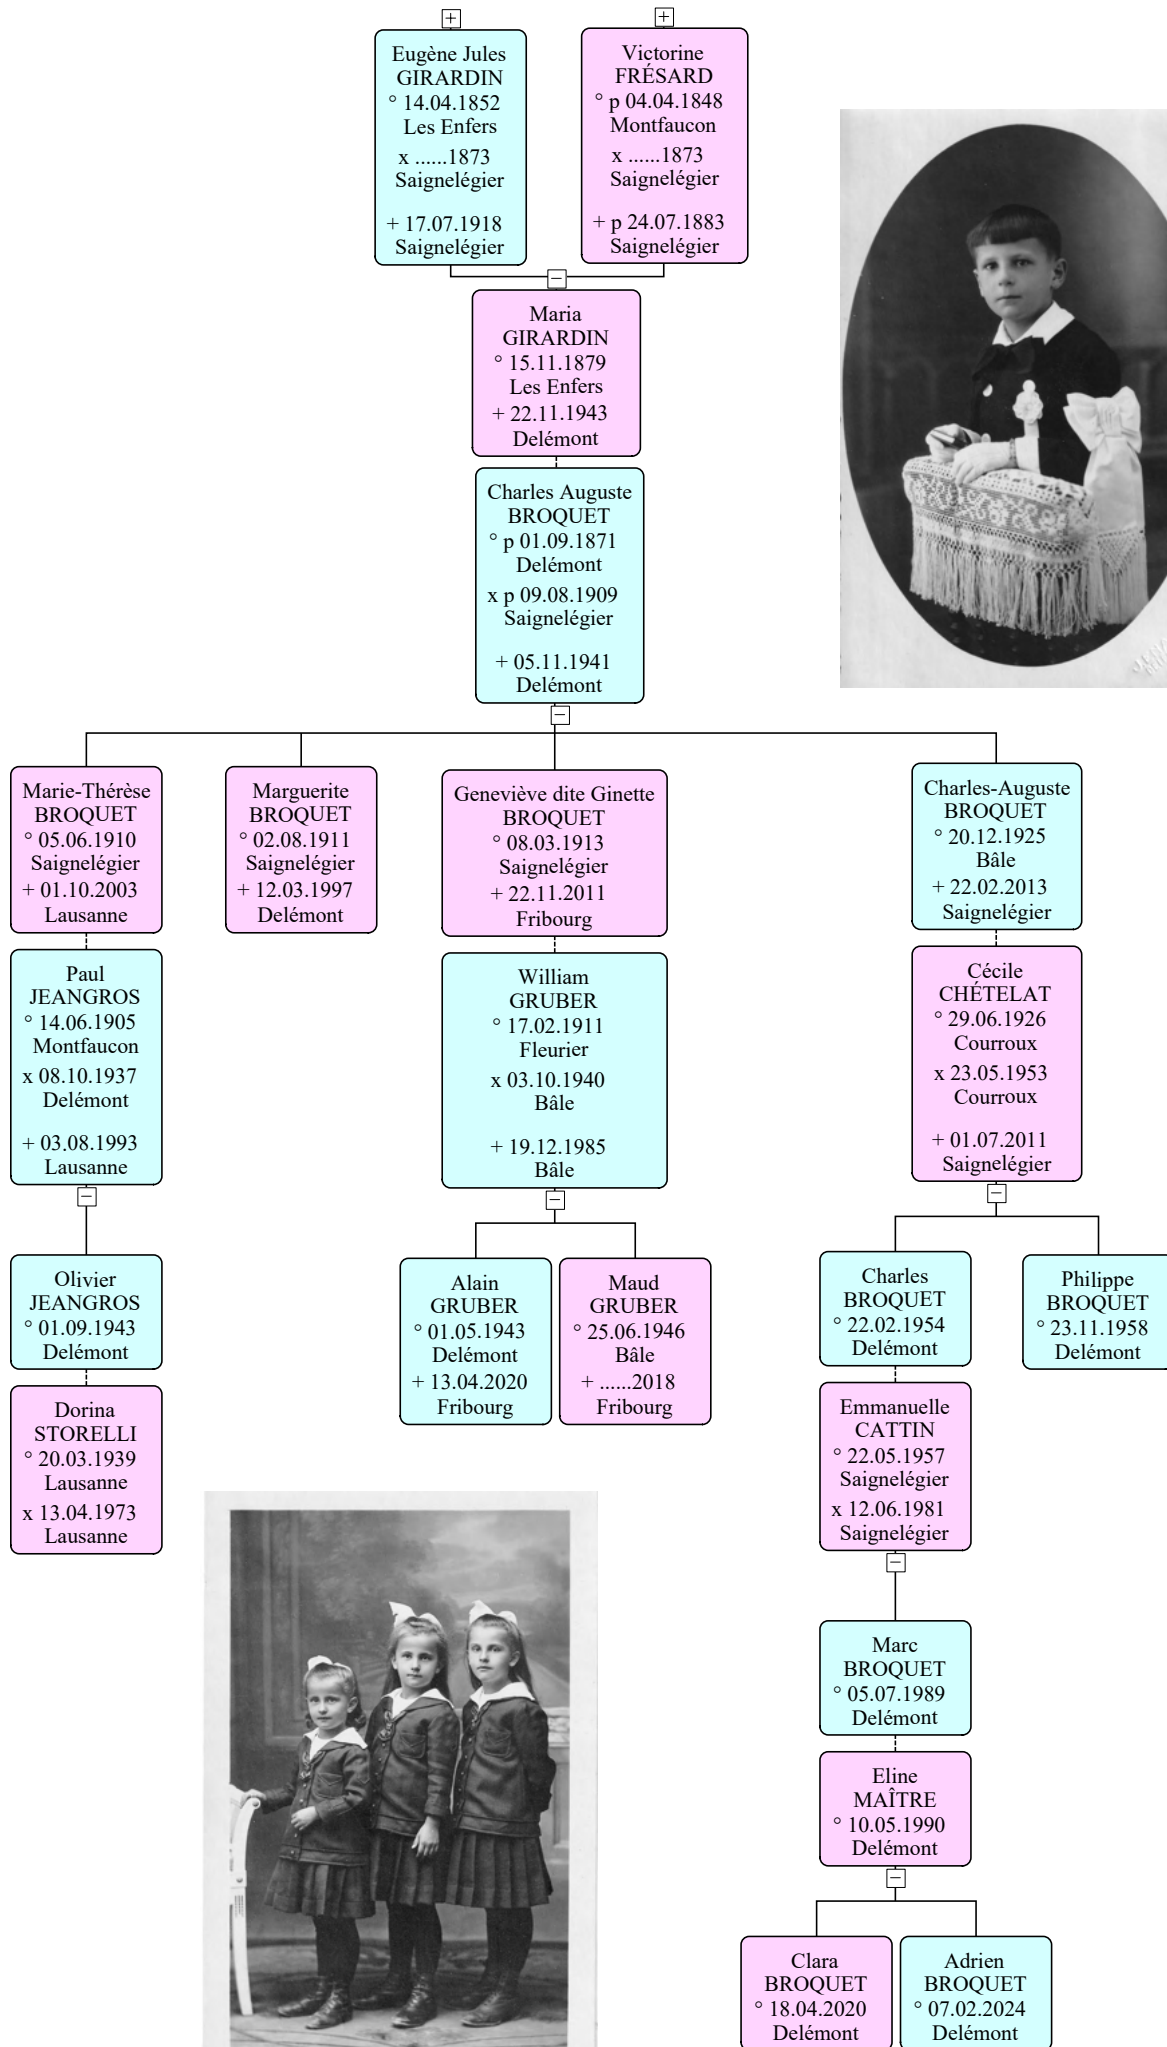 Eugène Jules
GIRARDIN
° 14.04.1852
Les Enfers
x ......1873
Saignelégier
+ 17.07.1918
Saignelégier
Victorine
FRÉSARD
° p 04.04.1848
Montfaucon
x ......1873
Saignelégier
+ p 24.07.1883
Saignelégier
Maria
GIRARDIN
° 15.11.1879
Les Enfers
+ 22.11.1943
Delémont
Charles Auguste
BROQUET
° p 01.09.1871
Delémont
x p 09.08.1909
Saignelégier
+ 05.11.1941
Delémont
Marie-Thérèse
BROQUET
° 05.06.1910
Saignelégier
+ 01.10.2003
Lausanne
Marguerite
BROQUET
° 02.08.1911
Saignelégier
+ 12.03.1997
Delémont
Geneviève dite Ginette
BROQUET
° 08.03.1913
Saignelégier
+ 22.11.2011
Fribourg
Charles-Auguste
BROQUET
° 20.12.1925
Bâle
+ 22.02.2013
Saignelégier
Paul
JEANGROS
° 14.06.1905
Montfaucon
x 08.10.1937
Delémont
+ 03.08.1993
Lausanne
William
GRUBER
° 17.02.1911
Fleurier
x 03.10.1940
Bâle
+ 19.12.1985
Bâle
Cécile
CHÉTELAT
° 29.06.1926
Courroux
x 23.05.1953
Courroux
+ 01.07.2011
Saignelégier
Olivier
JEANGROS
° 01.09.1943
Delémont
Alain
GRUBER
° 01.05.1943
Delémont
+ 13.04.2020
Fribourg
Maud
GRUBER
° 25.06.1946
Bâle
+ ......2018
Fribourg
Charles
BROQUET
° 22.02.1954
Delémont
Philippe
BROQUET
° 23.11.1958
Delémont
Dorina
STORELLI
° 20.03.1939
Lausanne
x 13.04.1973
Lausanne
Emmanuelle
CATTIN
° 22.05.1957
Saignelégier
x 12.06.1981
Saignelégier
Marc
BROQUET
° 05.07.1989
Delémont
Eline
MAÎTRE
° 10.05.1990
Delémont
Clara
BROQUET
° 18.04.2020
Delémont
Adrien
BROQUET
° 07.02.2024
Delémont